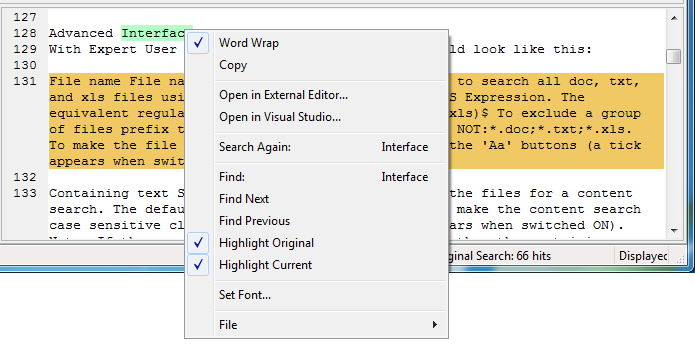 127
128 Advanced Interfac
129 With Expert User ld look like this:
130
131 File name File na to search all doc, txt,
and xls files usi S Expression. The
equivalent regula xls)$ To exclude a group
of files prefix t NOT:*.doc;*.txt;*.xls.
To make the file the 'Aa' buttons (a tick
appears when swit
132
133 Containing text S the files for a content
search. The defau make the content search
case sensitive cl ars when switched ON).
Word Wrap
Copy
Open in External Editor...
Open in Visual Studio...
Search Again: Interface
Find: Interface
Find Next
Find Previous
Highlight Original
Highlight Current
Set Font...
File
ginal Search: 66 hits Displayed